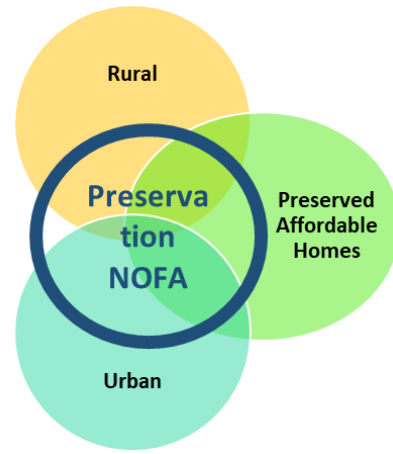 Rural
Preserva
tion
NOFA
Preserved
Affordable
Homes
Urban